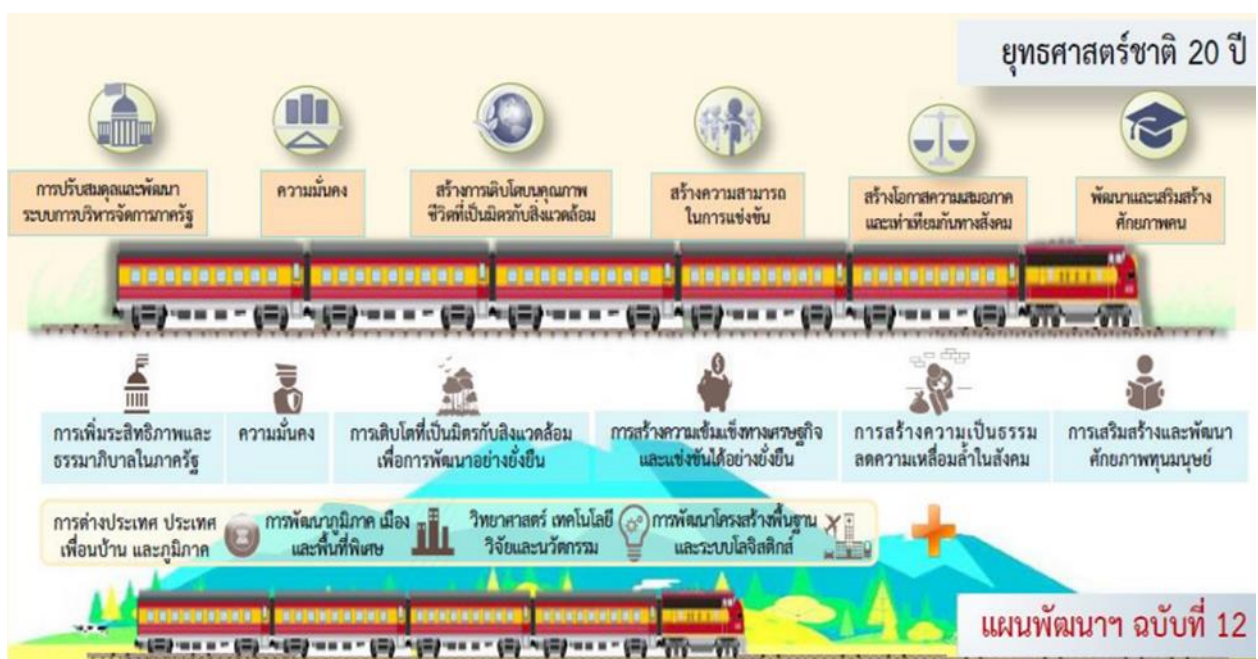 ยุทธศาสตร์ชาติ 20 ปี
การปรับสมดุลและพัฒนา
ระบบการบริหารจัดการภาครัฐ
ความมั่นคง
สร้างการเติบโตบนคุณภาพ
ชีวิตที่เป็นมิตรกับสิ่งแวดล้อม
สร้างความสามารถ
ในการแข่งขัน
สร้างโอกาสความเสมอภาค
และเท่าเทียมกันทางสังคม
พัฒนาและเสริมสร้าง
ศักยภาพคน
การเพิ่มระสิทธิภาพและ
ธรรมาภิบาลในภาครัฐ
ความมั่นคง
การเติบโตที่เป็นมิตรกับสิ่งแวดล้อม
เพื่อการพัฒนาอย่างยั่งยืน
การสร้างความเข้มแข็งทางเศรษฐกิจ
และแข่งขันได้อย่างยั่งยืน
การสร้างความเป็นธรรม
ลดความเหลื่อมล้ำในสังคม
การเสริมสร้างและพัฒนา
ศักยภาพทุนมนุษย์
การต่างประเทศ ประเทศ
เพื่อนบ้าน และภูมิภาค
การพัฒนาภูมิภาค เมือง
และพื้นที่พิเศษ
วิทยาศาสตร์ เทคโนโลยี
วิจัยและนวัตกรรม
การพัฒนาโครงสร้างพื้นฐาน
และระบบโลจิสติกส์
แผนพัฒนาฯ ฉบับที่ 12